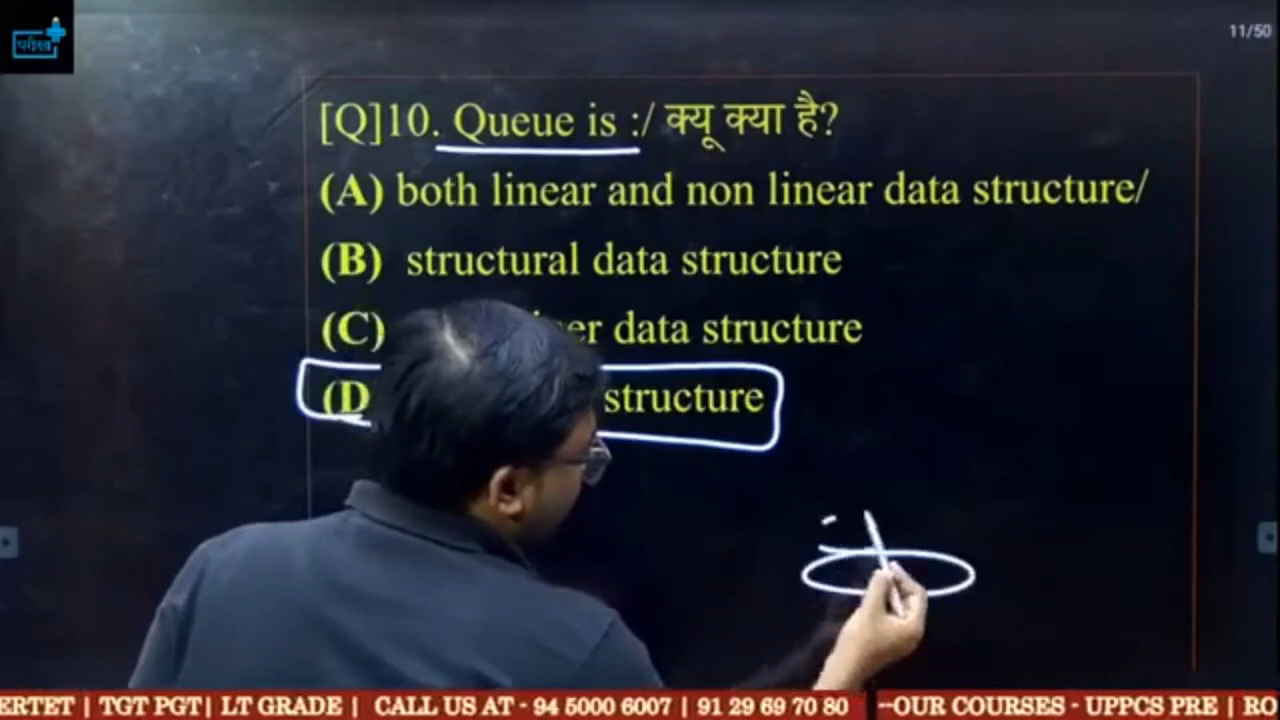 परीक्षा
11/50
[Q]10. Queue is :/ क्यू क्या है?
(A) both linear and non linear data structure/
(B) structural data structure
(C) data structure
(D structure
ERTET | TGT PGT | LT GRADE | CALL US AT - 94 5000 6007 | 91 29 69 70 80 --OUR COURSES - UPPCS PRE | RO